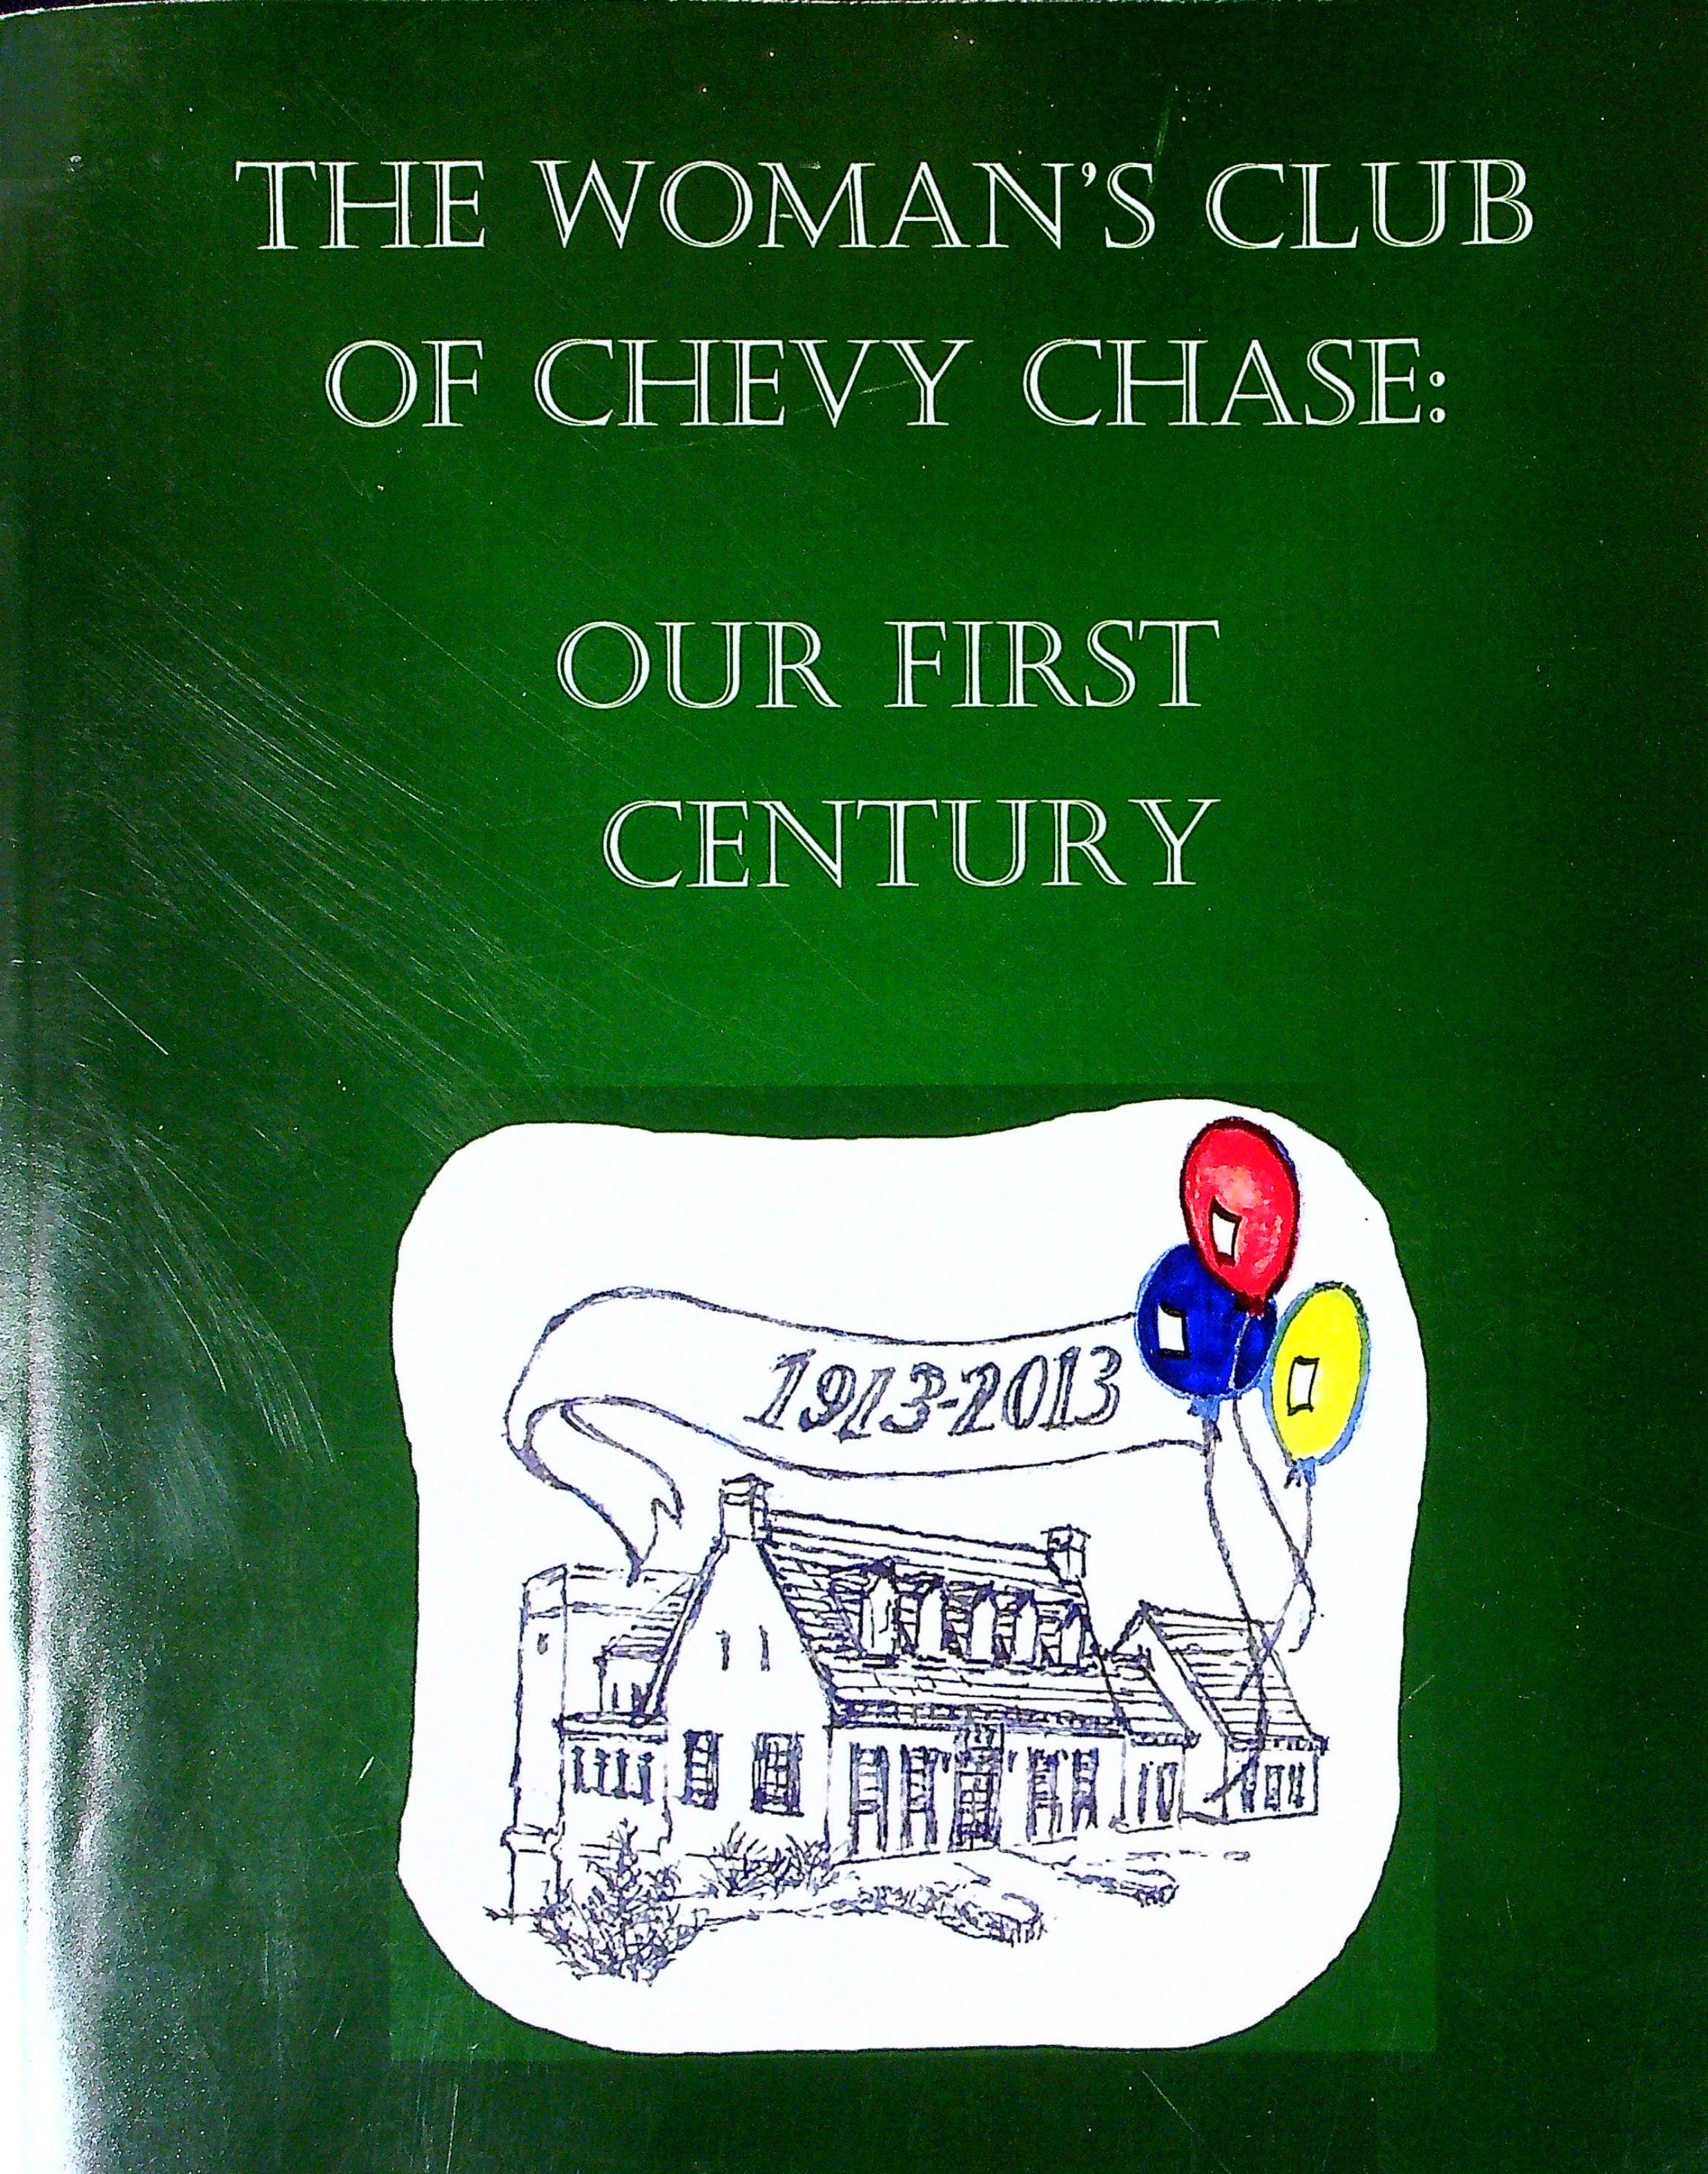 THE WOMAN'S CLUB
OF CHEVY CHASE:
OUR FIRST
CENTURY
1913-2013